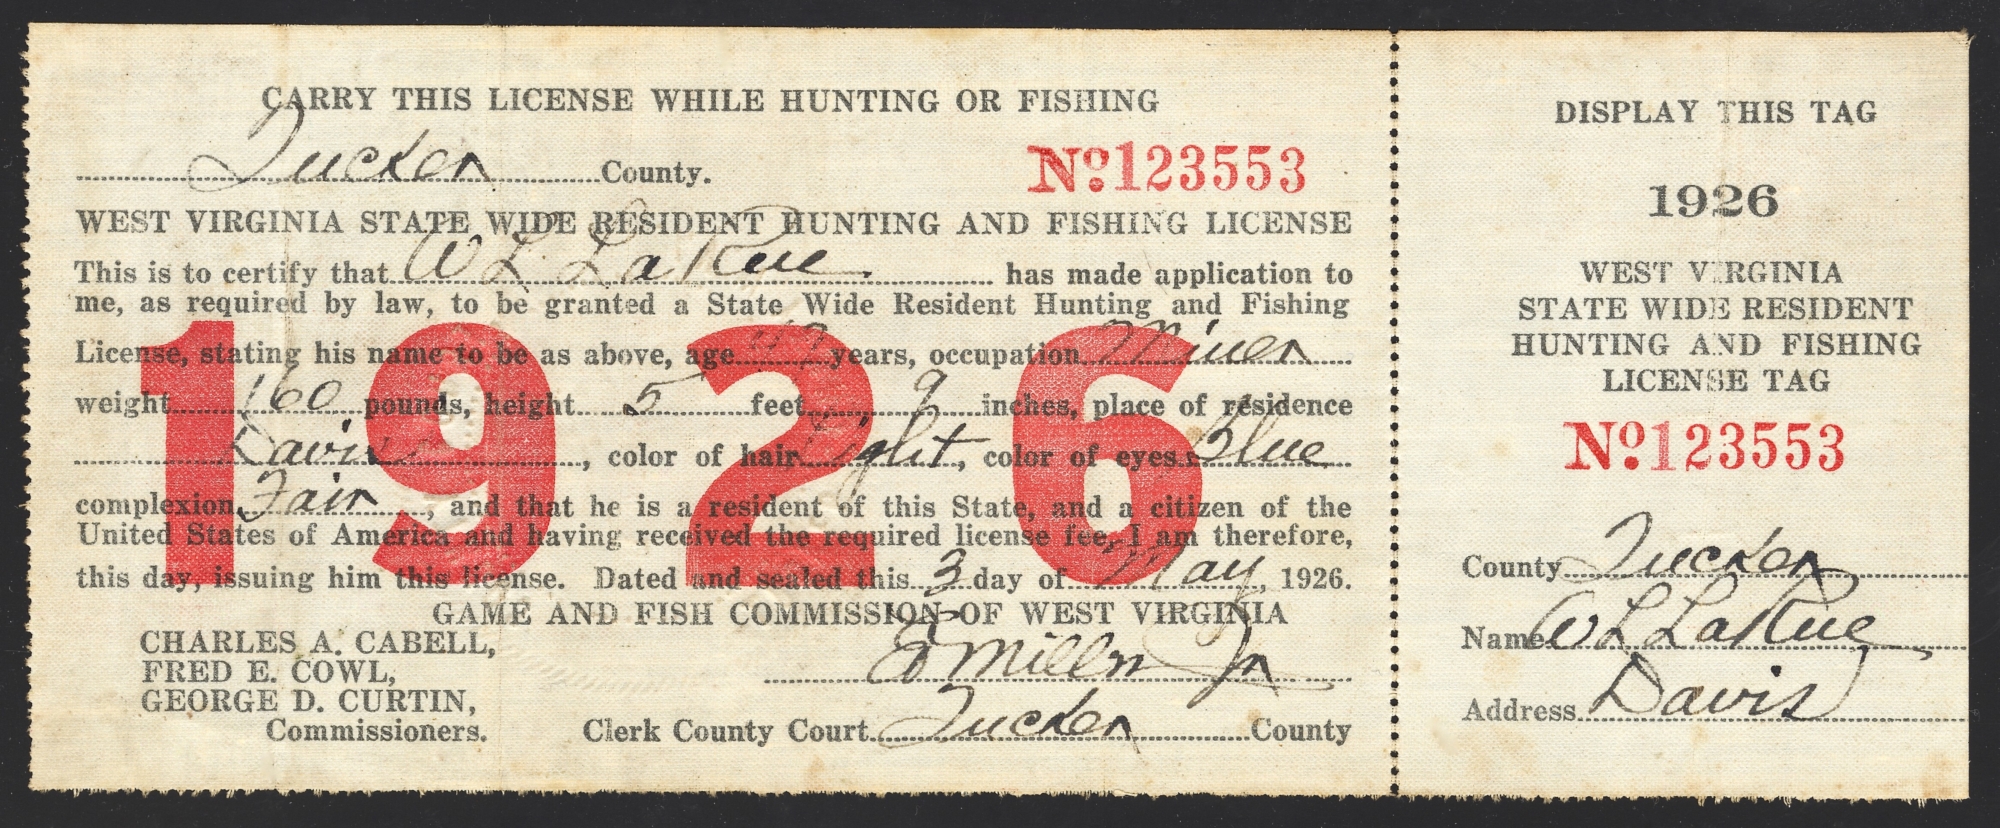 CARRY THIS LICENSE WHILE HUNTING OR FISHING
Tucker County.
No. 123553
WEST VIRGINIA STATE WIDE RESIDENT HUNTING AND FISHING LICENSE
This is to certify that W L. LaRue has made application to
me, as required by law, to be granted a State Wide Resident Hunting and Fishing
License, stating his name to be as above, age 47 years, occupation Miner
weight 160 pounds, height 5 feet 9 inches, place of residence
Davis, color of hair Light, color of eyes Blue
complexion Fair, and that he is a resident of this State, and a citizen of the
United States of America and having received the required license fee, I am therefore,
this day, issuing him this license. Dated and sealed this 3 day of May, 1926.
1926
GAME AND FISH COMMISSION OF WEST VIRGINIA
CHARLES A. CABELL,
FRED E. COWL,
GEORGE D. CURTIN,
Commissioners.
Miller Jr
Clerk County Court Tucker County
DISPLAY THIS TAG
1926
WEST VIRGINIA
STATE WIDE RESIDENT
HUNTING AND FISHING
LICENSE TAG
No. 123553
County Tucker
Name W L LaRue
Address Davis